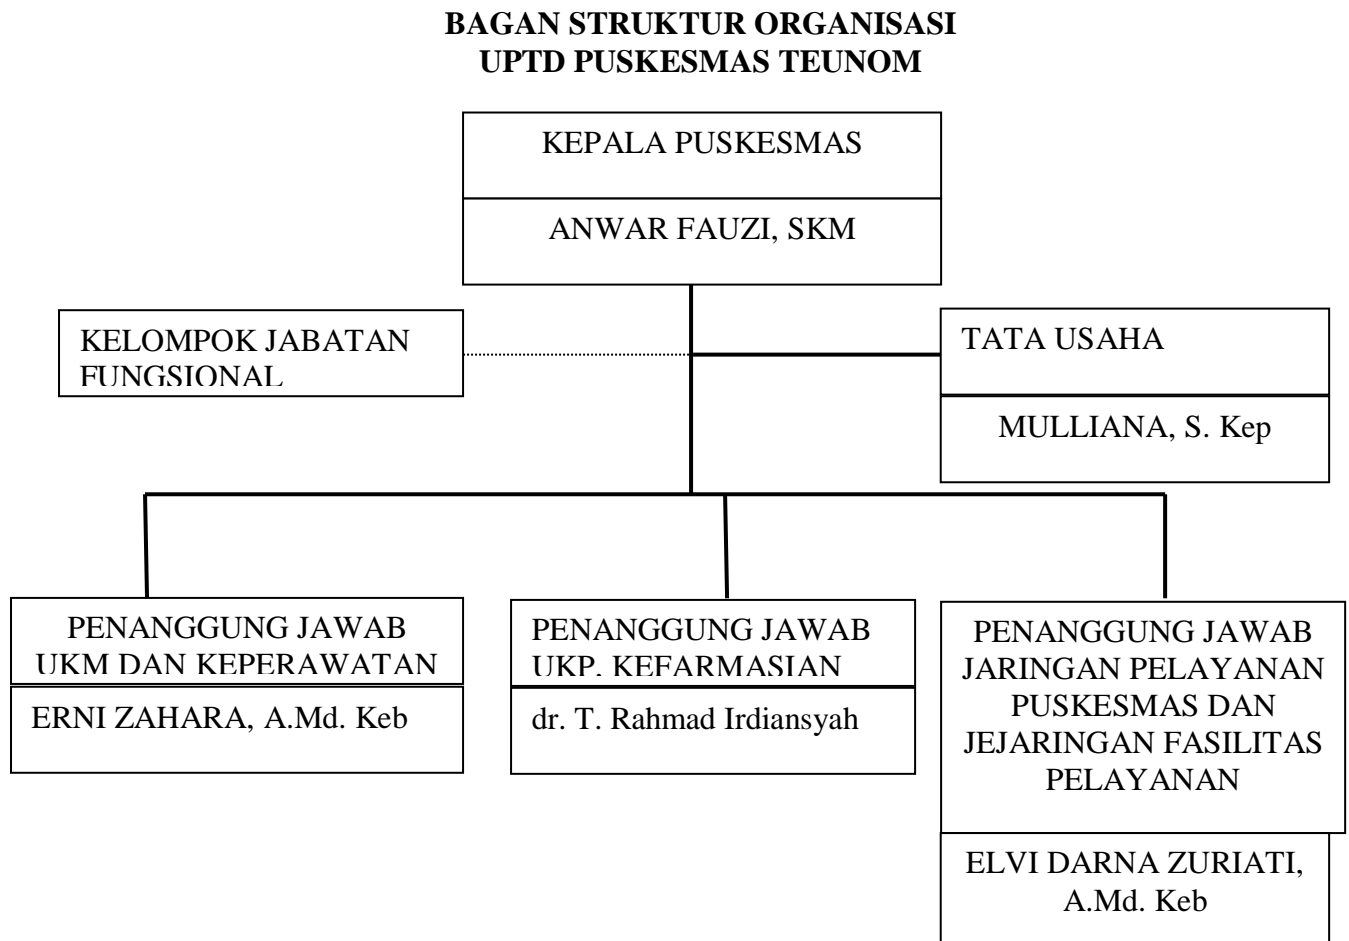 BAGAN STRUKTUR ORGANISASI
UPTD PUSKESMAS TEUNOM
KEPALA PUSKESMAS
ANWAR FAUZI, SKM
KELOMPOK JABATAN
FUNGSIONAL
TATA USAHA
MULLIANA, S. Kep
PENANGGUNG JAWAB
UKM DAN KEPERAWATAN
ERNI ZAHARA, A.Md. Keb
PENANGGUNG JAWAB
UKP, KEFARMASIAN
dr. T. Rahmad Irdiansyah
PENANGGUNG JAWAB
JARINGAN PELAYANAN
PUSKESMAS DAN
JEJARINGAN FASILITAS
PELAYANAN
ELVI DARNA ZURIATI,
A.Md. Keb